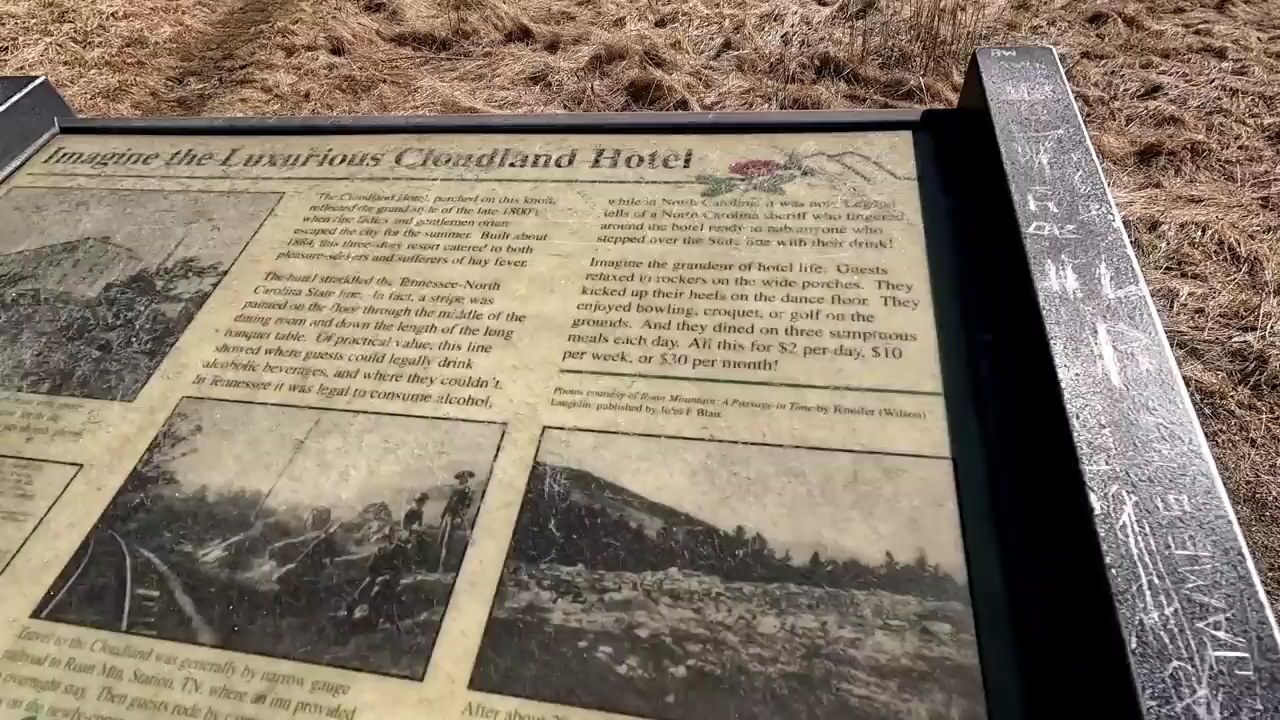 Imagine the Luxurious Cloudland Hotel
The Cloudland Hotel, perched on this knoll,
reflected the grand style of the late 1800's
when fine ladies and gentlemen often
escaped the city for the summer. Built about
1884, this three-story resort catered to both
pleasure-seekers and sufferers of hay fever.
The hotel straddled the Tennessee-North
Carolina State line. In fact, a stripe was
painted on the floor through the middle of the
dining room and down the length of the long
banquet table. Of practical value, this line
showed where guests could legally drink
alcoholic beverages, and where they couldn't.
In Tennessee it was legal to consume alcohol,
while in North Carolina it was not. Legend
tells of a North Carolina sheriff who lingered
around the hotel ready to nab anyone who
stepped over the State line with their drink!
Imagine the grandeur of hotel life. Guests
relaxed in rockers on the wide porches. They
kicked up their heels on the dance floor. They
enjoyed bowling, croquet, or golf on the
grounds. And they dined on three sumptuous
meals each day. All this for $2 per day, $10
per week, or $30 per month!
Photos courtesy of Roan Mountain: A Passage in Time by Jennifer (Wilson)
Laughlin, published by John F. Blair.
Travel to the Cloudland was generally by narrow gauge
railroad to Roan Mtn. Station, TN, where an inn provided
overnight stay. Then guests rode by
on the
After about
BW
JAMIE